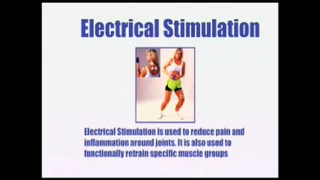 Electrical Stimulation
Electrical Stimulation is used to reduce pain and
inflammation around joints. It is also used to
functionally retrain specific muscle groups